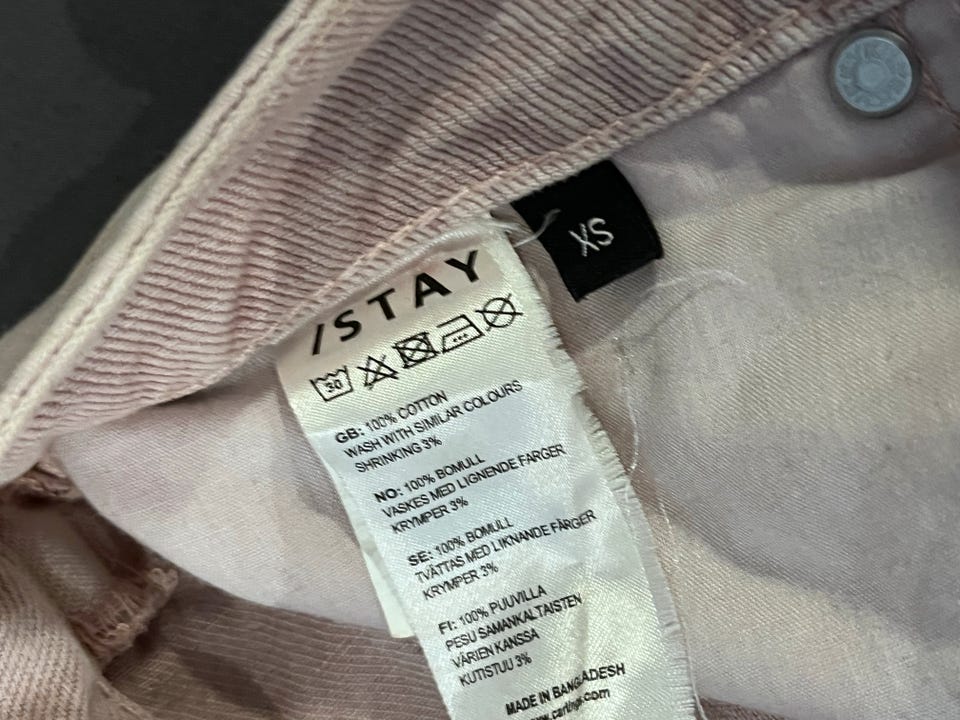 XS
/STAY
30
GB: 100% COTTON
WASH WITH SIMILAR COLOURS
SHRINKING 3%
NO: 100% BOMULL
VASKES MED LIGNENDE FARGER
KRYMPER 3%
SE: 100% BOMULL
TVÄTTAS MED LIKNANDE FÄRGER
KRYMPER 3%
FI: 100% PUUVILLA
PESU SAMANKALTAISTEN
VÄRIEN KANSSA
KUTISTUU 3%
MADE IN BANGLADESH